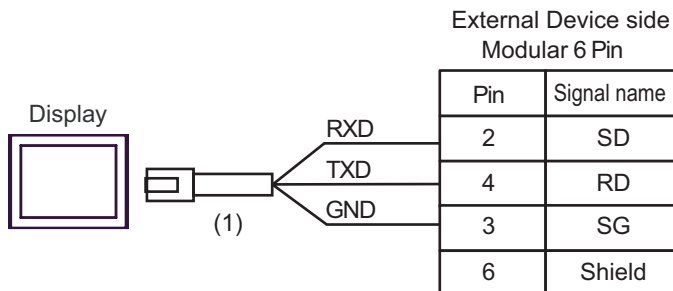 External Device side
Modular 6 Pin
Display
Pin Signal name
RXD 2 SD
TXD 4 RD
GND 3 SG
6 Shield
(1)